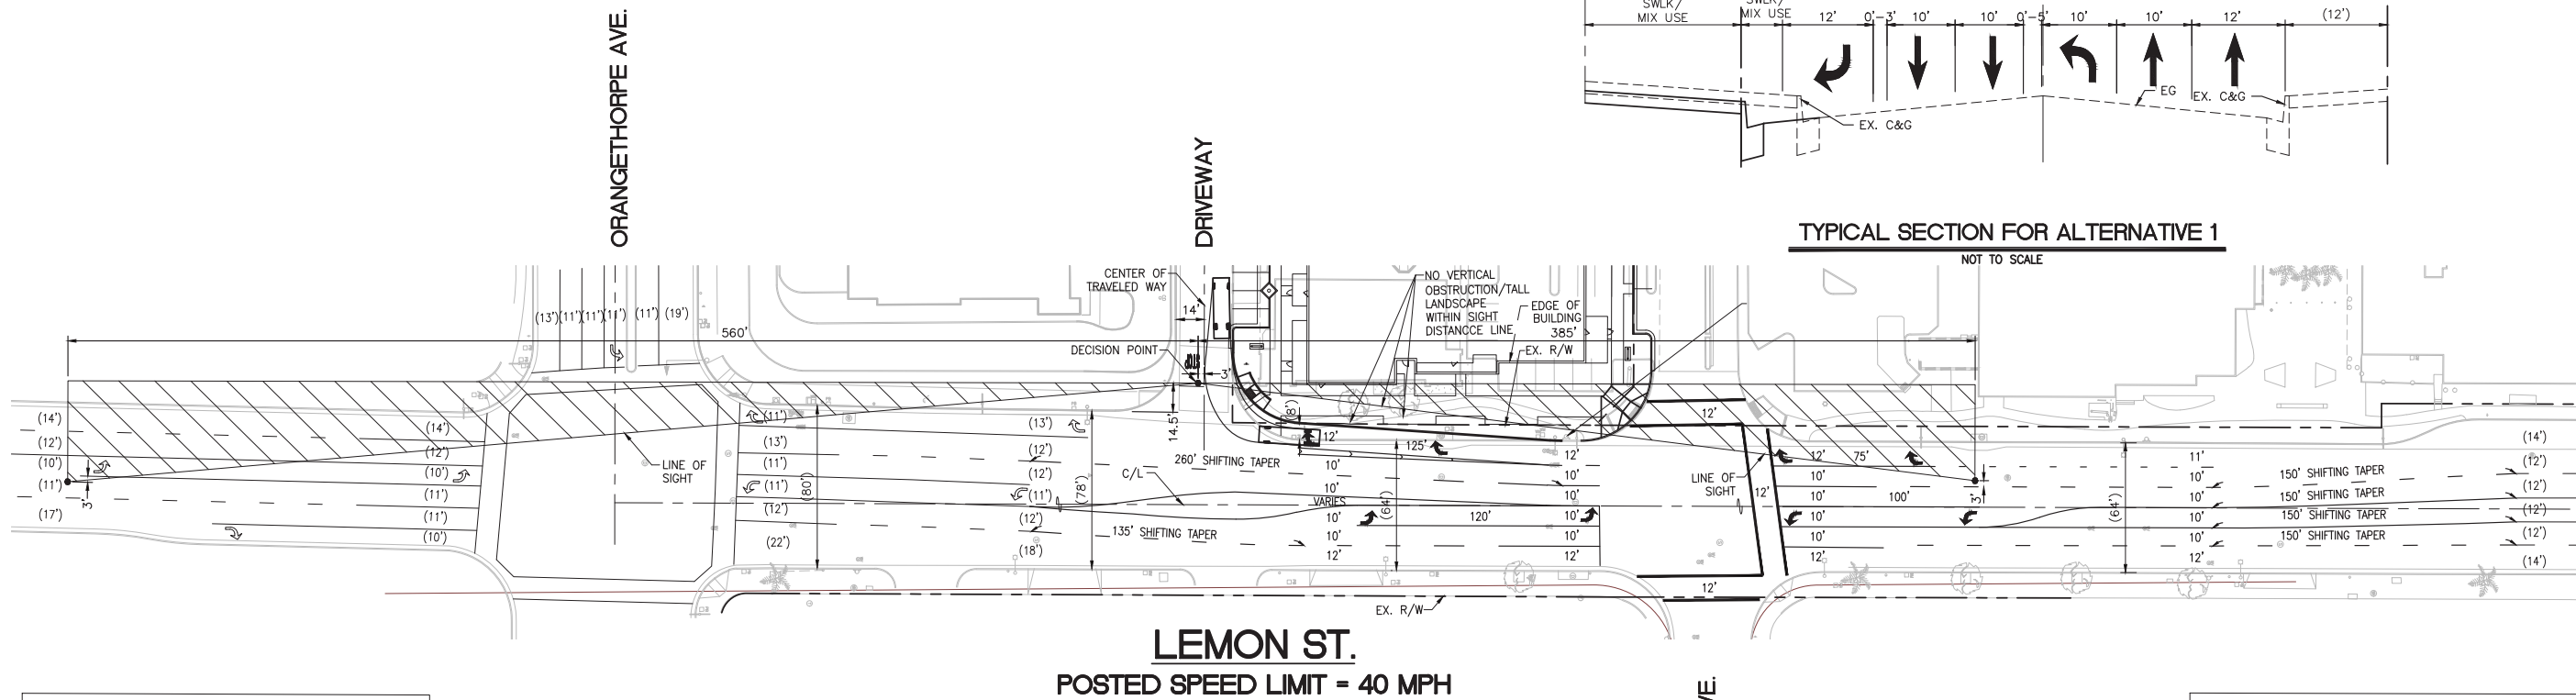 SWLK/
MIX USE
SWLK/
MIX USE
12'
0'-3'
10'
10'
0'-5'
10'
10'
12'
(12')
EG
EX. C&G
EX. C&G
TYPICAL SECTION FOR ALTERNATIVE 1
NOT TO SCALE
ORANGETHORPE AVE.
DRIVEWAY
CENTER OF
TRAVELED WAY
14'
NO VERTICAL
OBSTRUCTION/TALL
LANDSCAPE
WITHIN SIGHT
DISTANCCE LINE
EDGE OF
BUILDING
385'
EX. R/W
(13')
(11')
(11')
(11')
(11')
(19')
560'
DECISION POINT
3'
14.5'
(14')
(12')
(10')
(11')
(17')
3'
(14')
(12')
(10')
(11')
(11')
(10')
LINE OF
SIGHT
(11')
(13')
(11')
(11')
(12')
(22')
(80')
(13')
(12')
(12')
(11')
(12')
(18')
(78')
C/L
260' SHIFTING TAPER
135' SHIFTING TAPER
(8')
12'
125'
10'
10'
VARIES
10'
10'
12'
(64')
120'
12'
10'
10'
10'
10'
12'
12'
LINE OF
SIGHT
12'
12'
12'
75'
10'
10'
100'
10'
10'
12'
3'
(64')
11'
10'
10'
10'
10'
12'
150' SHIFTING TAPER
150' SHIFTING TAPER
150' SHIFTING TAPER
150' SHIFTING TAPER
(14')
(12')
(12')
(12')
(12')
(14')
EX. R/W
LEMON ST.
POSTED SPEED LIMIT = 40 MPH
VE.